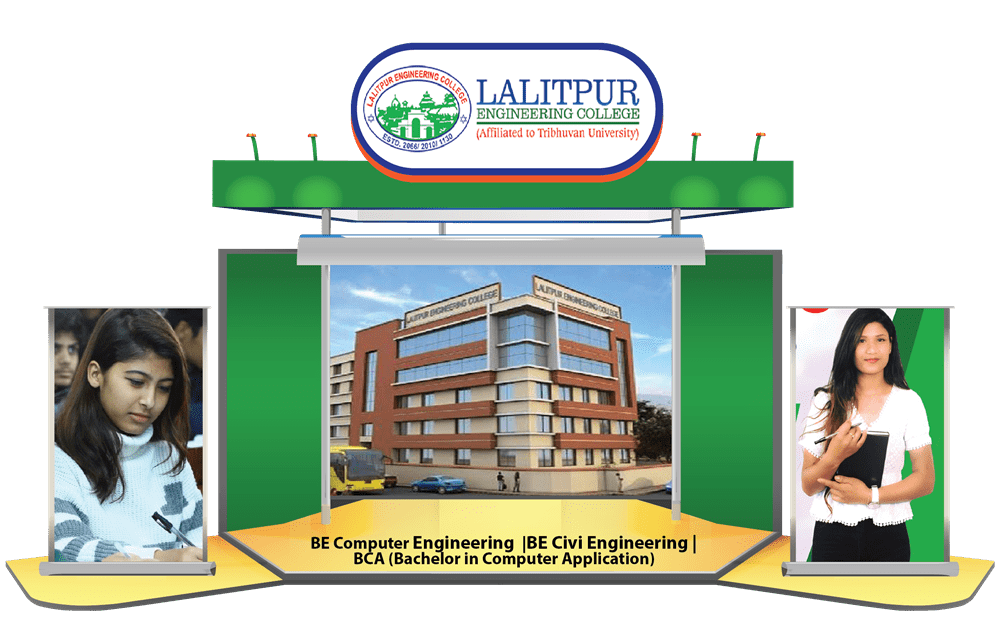 LALITPUR ENGINEERING COLLEGE
ESTD. 2066/ 2010/ 1130
LALITPUR
ENGINEERING COLLEGE
(Affiliated to Tribhuvan University)
LALITPUR ENGINEERING COLLEGE
LALITPUR ENGINEERING COLLEGE
BE Computer Engineering |BE Civi Engineering |
BCA (Bachelor in Computer Application)